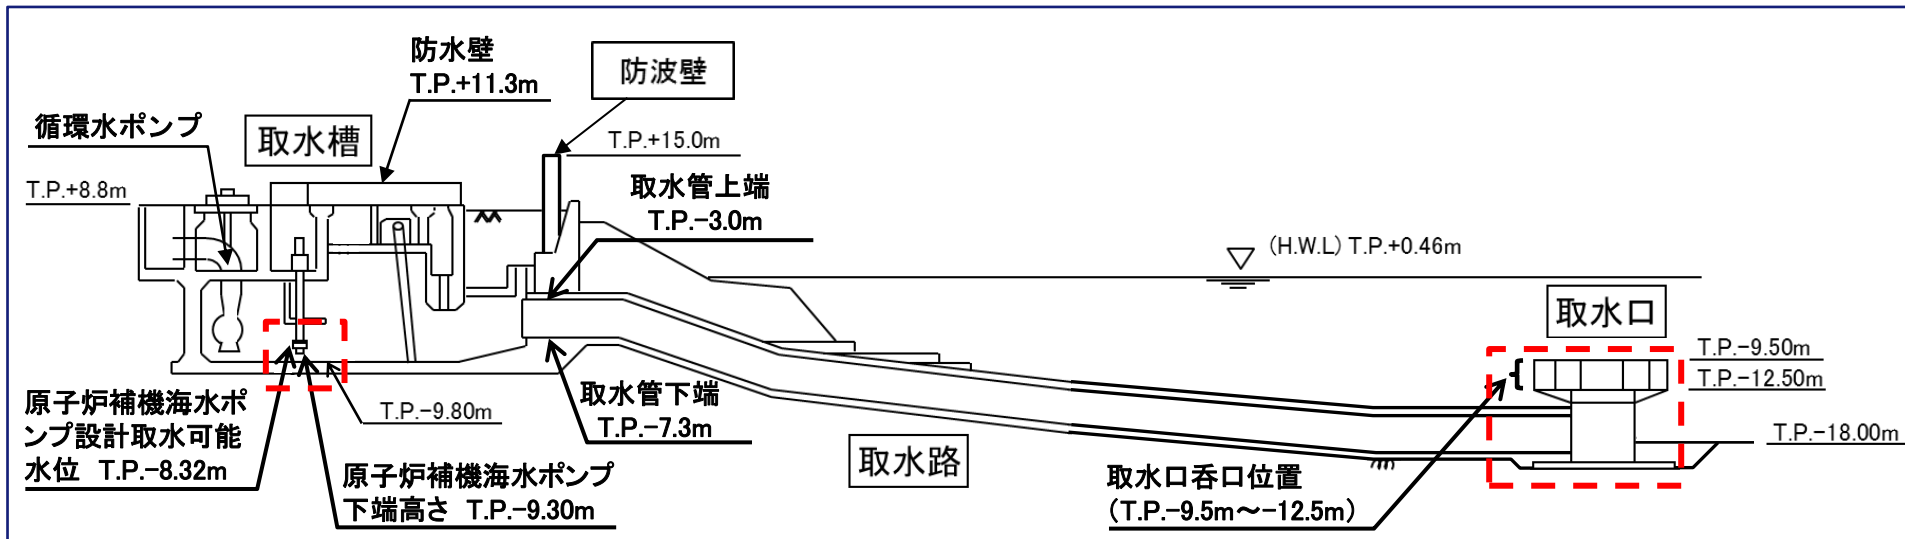 防水壁
T.P.+11.3m
防波壁
循環水ポンプ
取水槽
T.P.+15.0m
T.P.+8.8m
取水管上端
T.P.−3.0m
(H.W.L) T.P.+0.46m
取水口
T.P.−9.50m
T.P.−12.50m
原子炉補機海水ポ
ンプ設計取水可能
水位 T.P.−8.32m
T.P.−9.80m
取水管下端
T.P.−7.3m
取水路
T.P.−18.00m
原子炉補機海水ポンプ
下端高さ T.P.−9.30m
取水口呑口位置
(T.P.−9.5m～−12.5m)